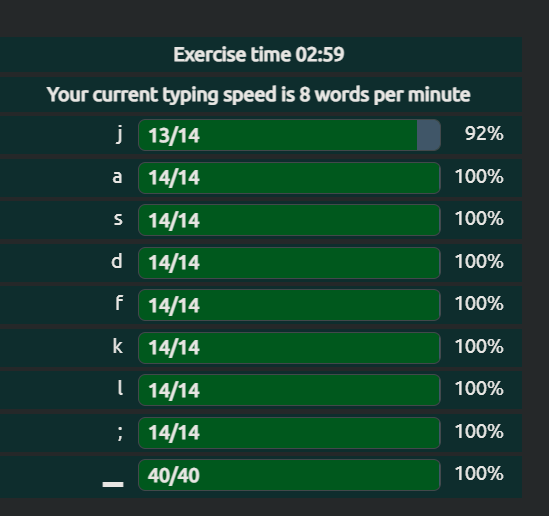 Exercise time 02:59
Your current typing speed is 8 words per minute
j 13/14 92%
a 14/14 100%
s 14/14 100%
d 14/14 100%
f 14/14 100%
k 14/14 100%
l 14/14 100%
; 14/14 100%
_ 40/40 100%